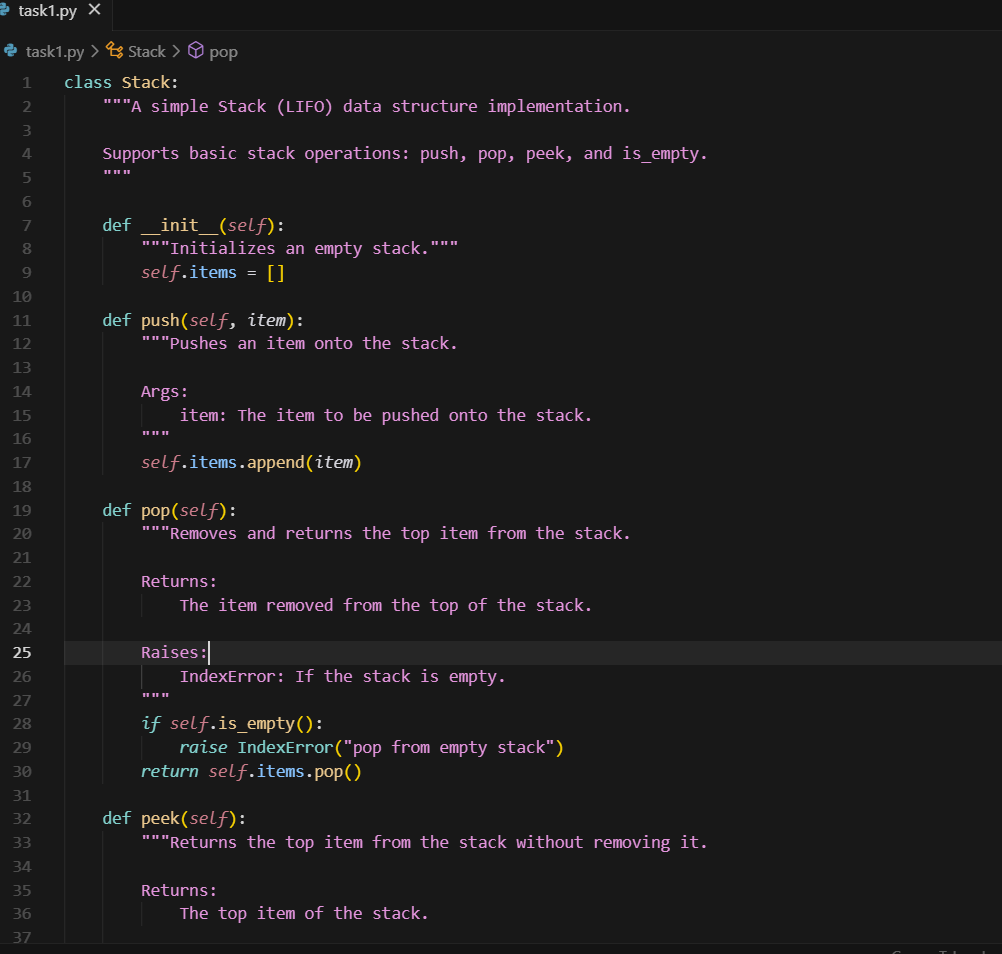 task1.py ×
task1.py > Stack > pop
1 class Stack:
2     """A simple Stack (LIFO) data structure implementation.
3
4     Supports basic stack operations: push, pop, peek, and is_empty.
5     """
6
7     def __init__(self):
8         """Initializes an empty stack."""
9         self.items = []
10
11     def push(self, item):
12         """Pushes an item onto the stack.
13
14         Args:
15             item: The item to be pushed onto the stack.
16         """
17         self.items.append(item)
18
19     def pop(self):
20         """Removes and returns the top item from the stack.
21
22         Returns:
23             The item removed from the top of the stack.
24
25         Raises:
26             IndexError: If the stack is empty.
27         """
28         if self.is_empty():
29             raise IndexError("pop from empty stack")
30         return self.items.pop()
31
32     def peek(self):
33         """Returns the top item from the stack without removing it.
34
35         Returns:
36             The top item of the stack.
37